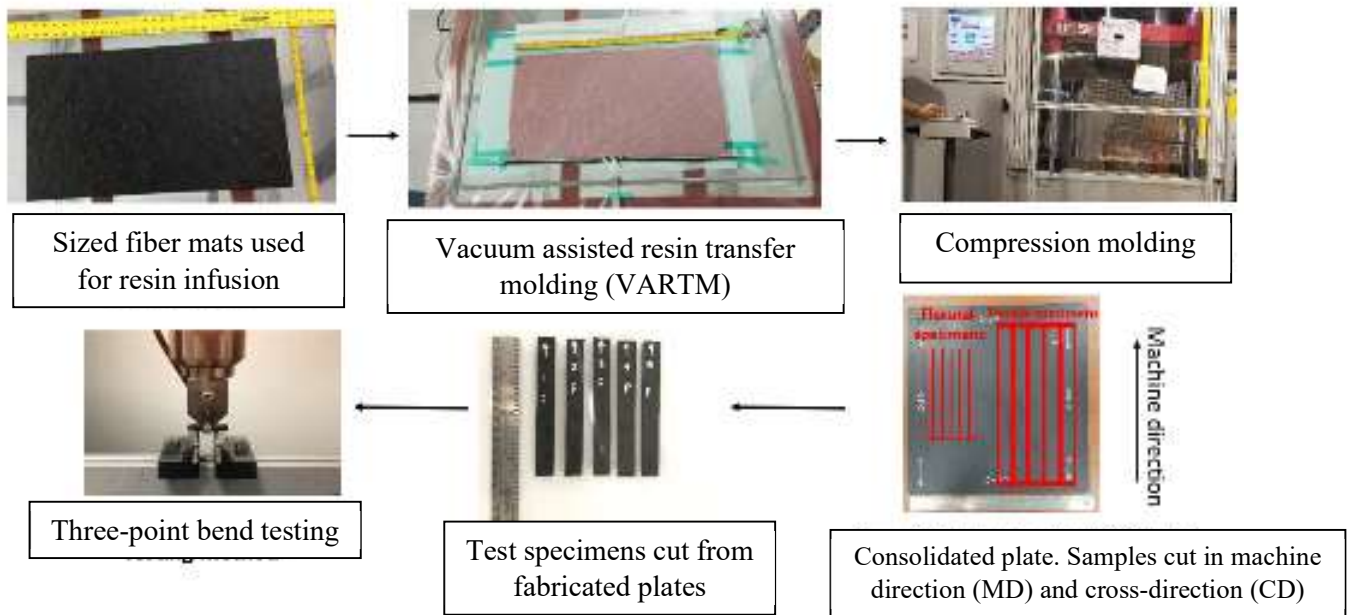 Sized fiber mats used
for resin infusion
Vacuum assisted resin transfer
molding (VARTM)
Compression molding
Flexural
specimens
Machine direction
Consolidated plate. Samples cut in machine
direction (MD) and cross-direction (CD)
Test specimens cut from
fabricated plates
Three-point bend testing